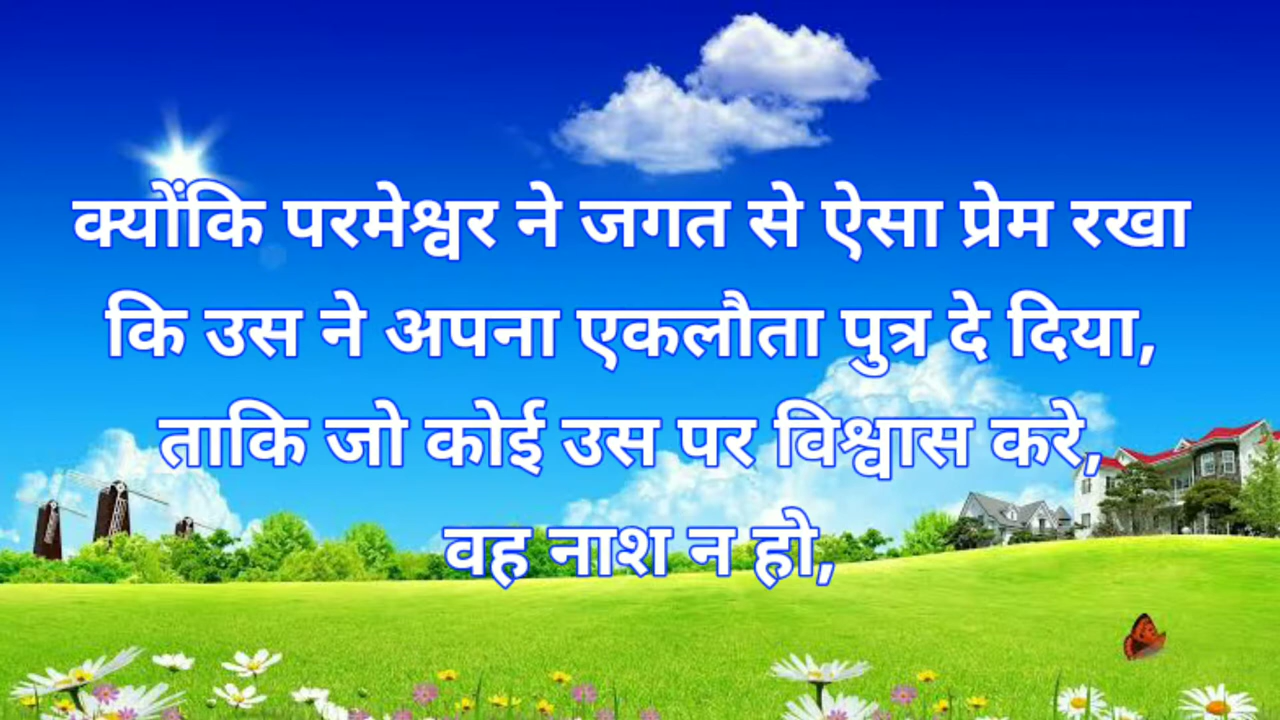 क्योंकि परमेश्वर ने जगत से ऐसा प्रेम रखा
कि उस ने अपना एकलौता पुत्र दे दिया,
ताकि जो कोई उस पर विश्वास करे,
वह नाश न हो,